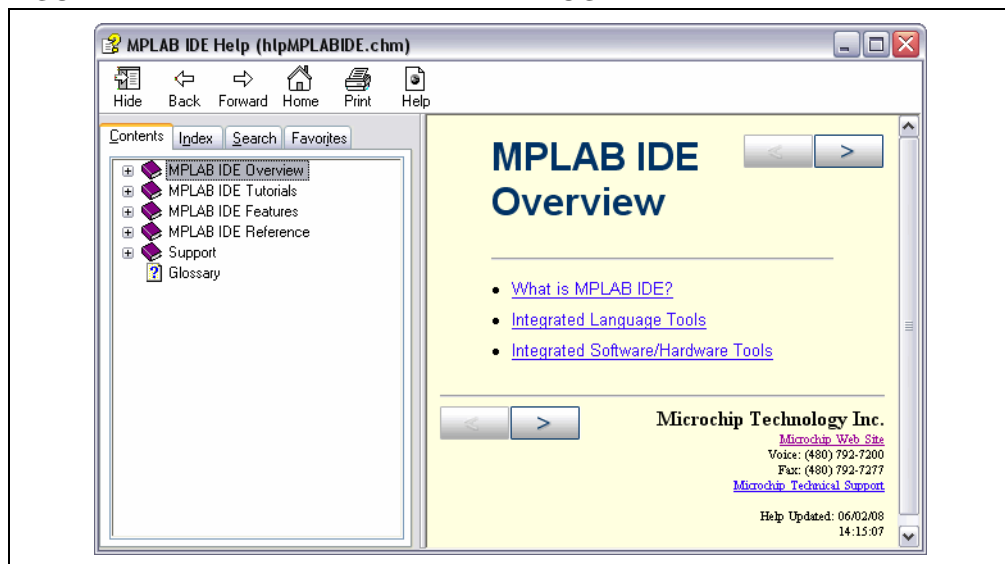 MPLAB IDE Help (hlpMPLABIDE.chm)
Hide Back Forward Home Print Help
Contents Index Search Favorites
MPLAB IDE Overview
MPLAB IDE Tutorials
MPLAB IDE Features
MPLAB IDE Reference
Support
Glossary
MPLAB IDE
Overview
< >
What is MPLAB IDE?
Integrated Language Tools
Integrated Software/Hardware Tools
< >
Microchip Technology Inc.
Microchip Web Site
Voice: (480) 792-7200
Fax: (480) 792-7277
Microchip Technical Support
Help Updated: 06/02/08
14:15:07